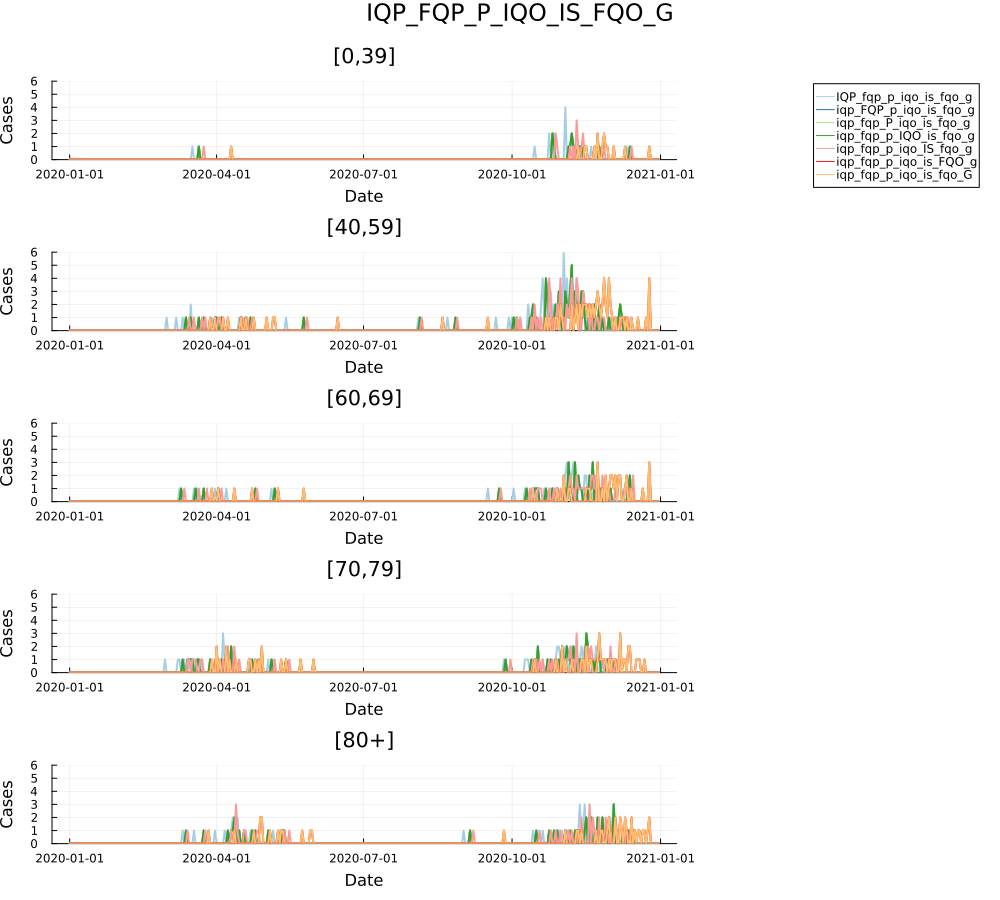 IQP_FQP_P_IQO_IS_FQO_G
[0,39]
6
5
4
3
2
1
0
Cases
2020-01-01 2020-04-01 2020-07-01 2020-10-01 2021-01-01
Date
IQP_fqp_p_iqo_is_fqo_g
iqp_FQP_p_iqo_is_fqo_g
iqp_fqp_P_iqo_is_fqo_g
iqp_fqp_p_IQO_is_fqo_g
iqp_fqp_p_iqo_IS_fqo_g
iqp_fqp_p_iqo_is_FQO_g
iqp_fqp_p_iqo_is_fqo_G
[40,59]
6
5
4
3
2
1
0
Cases
2020-01-01 2020-04-01 2020-07-01 2020-10-01 2021-01-01
Date
[60,69]
6
5
4
3
2
1
0
Cases
2020-01-01 2020-04-01 2020-07-01 2020-10-01 2021-01-01
Date
[70,79]
6
5
4
3
2
1
0
Cases
2020-01-01 2020-04-01 2020-07-01 2020-10-01 2021-01-01
Date
[80+]
6
5
4
3
2
1
0
Cases
2020-01-01 2020-04-01 2020-07-01 2020-10-01 2021-01-01
Date